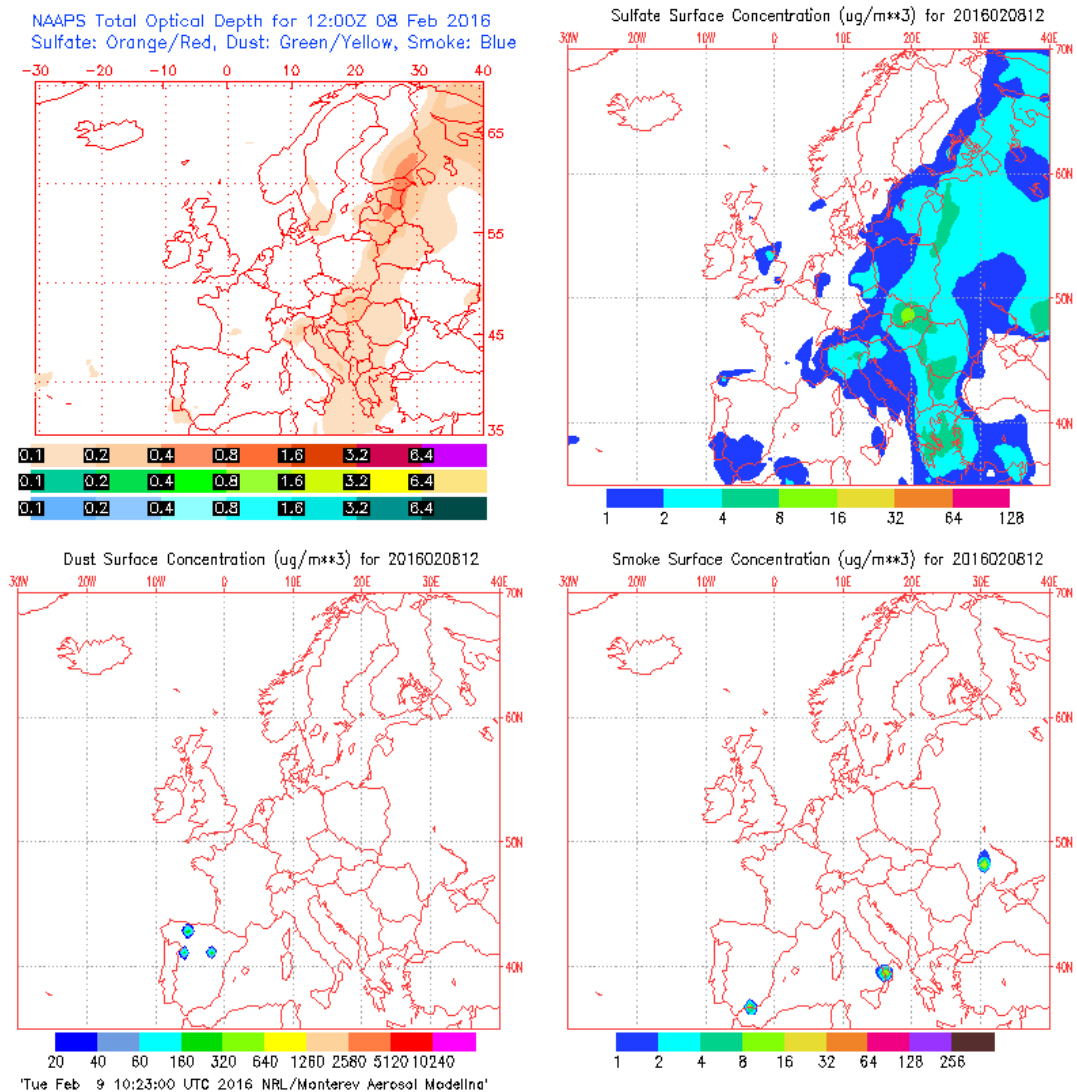 NAAPS Total Optical Depth for 12:00Z 08 Feb 2016
Sulfate: Orange/Red, Dust: Green/Yellow, Smoke: Blue
-30 -20 -10 0 10 20 30 40
65
55
45
35
0.1 0.2 0.4 0.8 1.6 3.2 6.4
0.1 0.2 0.4 0.8 1.6 3.2 6.4
0.1 0.2 0.4 0.8 1.6 3.2 6.4
Sulfate Surface Concentration (ug/m**3) for 2016020812
30W 20W 10W 0 10E 20E 30E 40E
70N
60N
50N
40N
1 2 4 8 16 32 64 128
Dust Surface Concentration (ug/m**3) for 2016020812
30W 20W 10W 0 10E 20E 30E 40E
70N
60N
50N
40N
20 40 60 160 320 640 1260 2580 5120 10240
'Tue Feb 9 10:23:00 UTC 2016 NRL/Monterey Aerosol Modeling'
Smoke Surface Concentration (ug/m**3) for 2016020812
30W 20W 10W 0 10E 20E 30E 40E
70N
60N
50N
40N
1 2 4 8 16 32 64 128 256